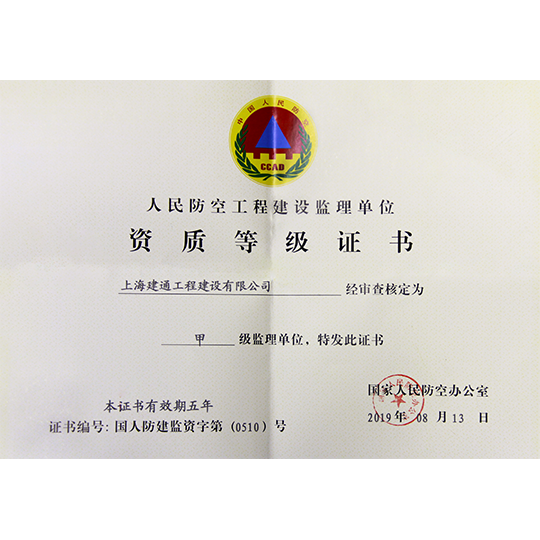 中国人民防空
CCAD
人民防空工程建设监理单位
资质等级证书
上海建通工程建设有限公司 经审查核定为
甲 级监理单位，特发此证书
国家人民防空办公室
本证书有效期五年
2019年 08 月 13 日
证书编号：国人防建监资字第（0510）号